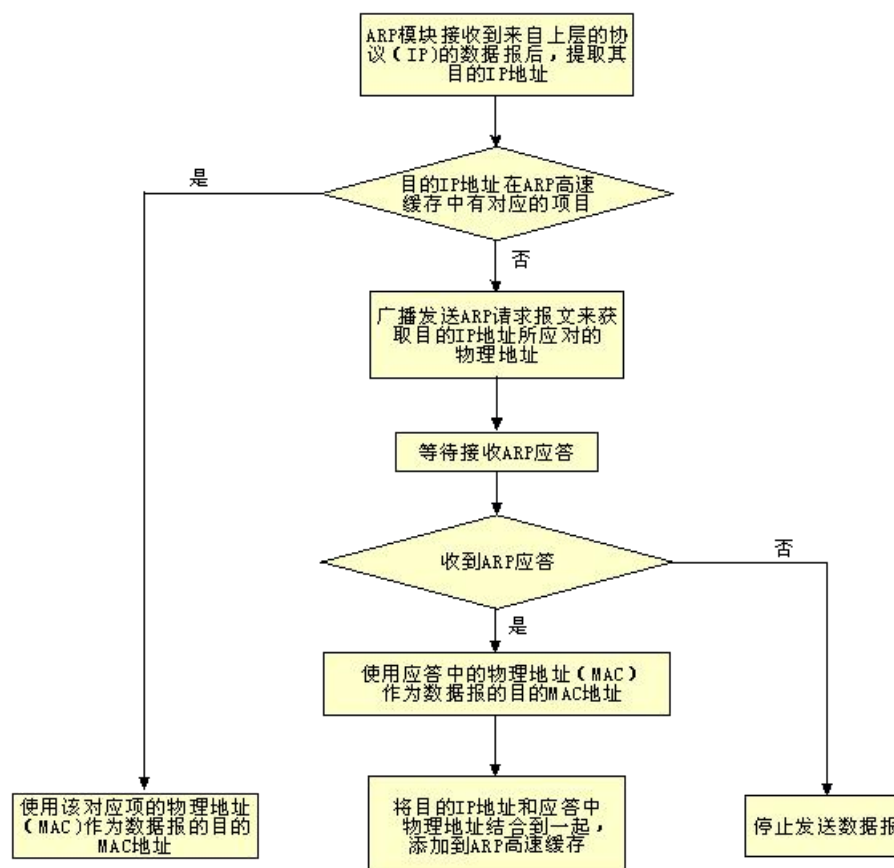 ARP模块接收到来自上层的协
议(IP)的数据报后，提取其
目的IP地址
是
目的IP地址在ARP高速
缓存中有对应的项目
否
广播发送ARP请求报文来获
取目的IP地址所应对的
物理地址
等待接收ARP应答
收到ARP应答
否
是
使用应答中的物理地址(MAC)
作为数据报的目的MAC地址
使用该对应项的物理地址
(MAC)作为数据报的目的
MAC地址
将目的IP地址和应答中
物理地址结合到一起，
添加到ARP高速缓存
停止发送数据报